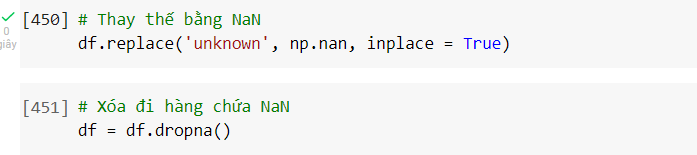 [450] # Thay thế bằng NaN
0
giây
df.replace('unknown', np.nan, inplace = True)
[451] # Xóa đi hàng chứa NaN
df = df.dropna()